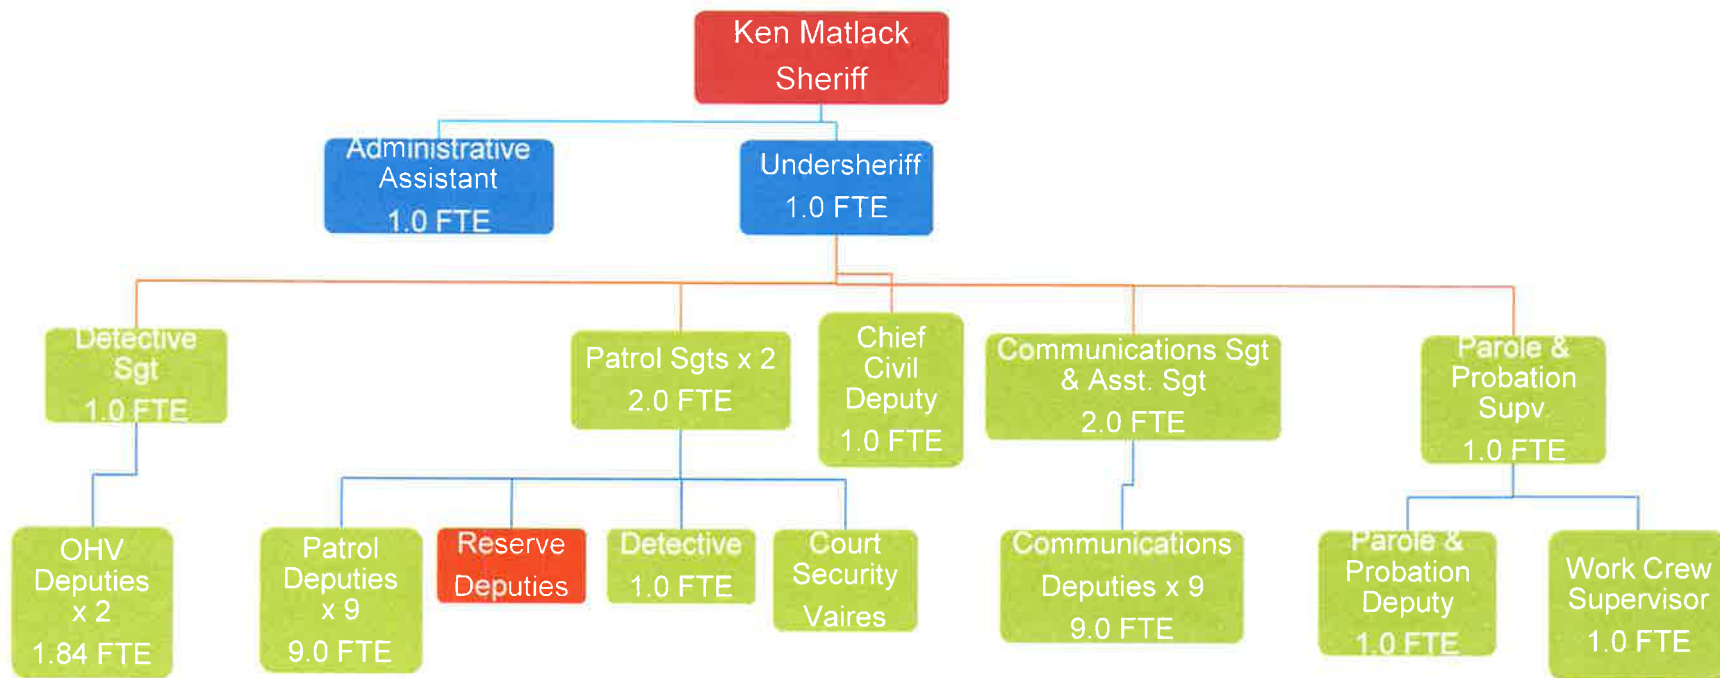 Ken Matlack
Sheriff
Administrative
Assistant
1.0 FTE
Undersheriff
1.0 FTE
Detective
Sgt
1.0 FTE
Patrol Sgts x 2
2.0 FTE
Chief
Civil
Deputy
1.0 FTE
Communications Sgt
& Asst. Sgt
2.0 FTE
Parole &
Probation
Supv.
1.0 FTE
OHV
Deputies
x 2
1.84 FTE
Patrol
Deputies
x 9
9.0 FTE
Reserve
Deputies
Detective
1.0 FTE
Court
Security
Vaires
Communications
Deputies x 9
9.0 FTE
Parole &
Probation
Deputy
1.0 FTE
Work Crew
Supervisor
1.0 FTE